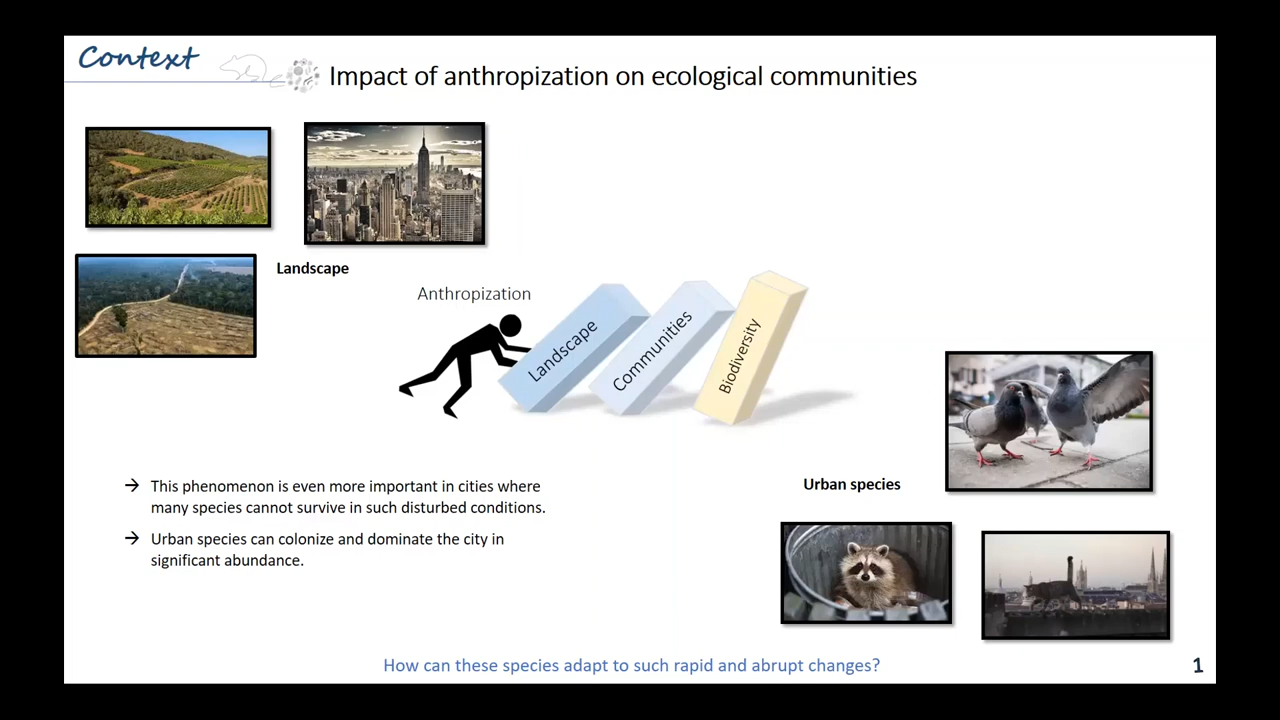 Context
Impact of anthropization on ecological communities
Landscape
Anthropization
Landscape
Communities
Biodiversity
Urban species
→ This phenomenon is even more important in cities where
many species cannot survive in such disturbed conditions.
→ Urban species can colonize and dominate the city in
significant abundance.
How can these species adapt to such rapid and abrupt changes?
1